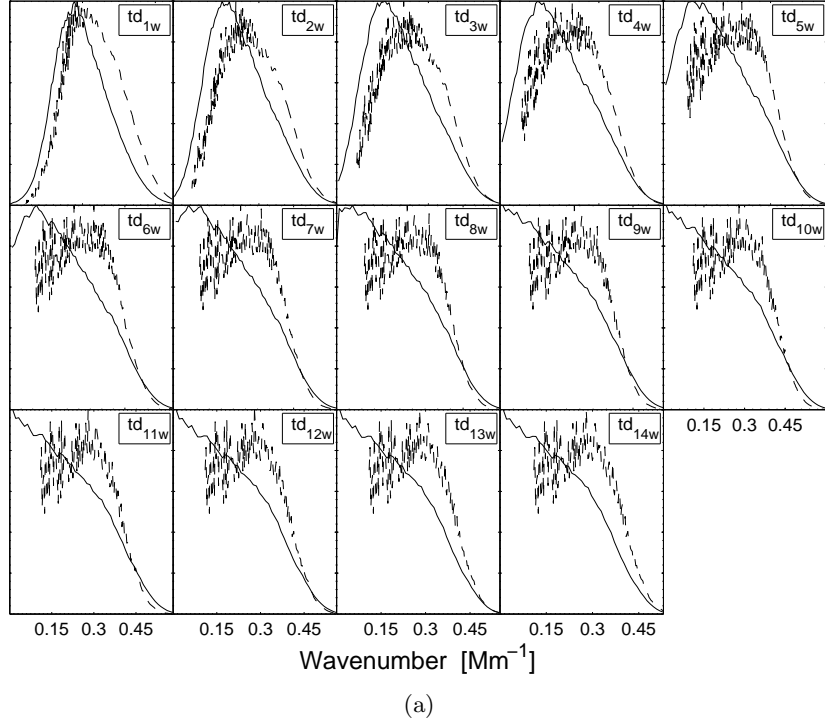 td1w td2w td3w td4w td5w
td6w td7w td8w td9w td10w
0.15 0.3 0.45
td11w td12w td13w td14w
0.15 0.3 0.45 0.15 0.3 0.45 0.15 0.3 0.45 0.15 0.3 0.45
Wavenumber [Mm−1]
(a)